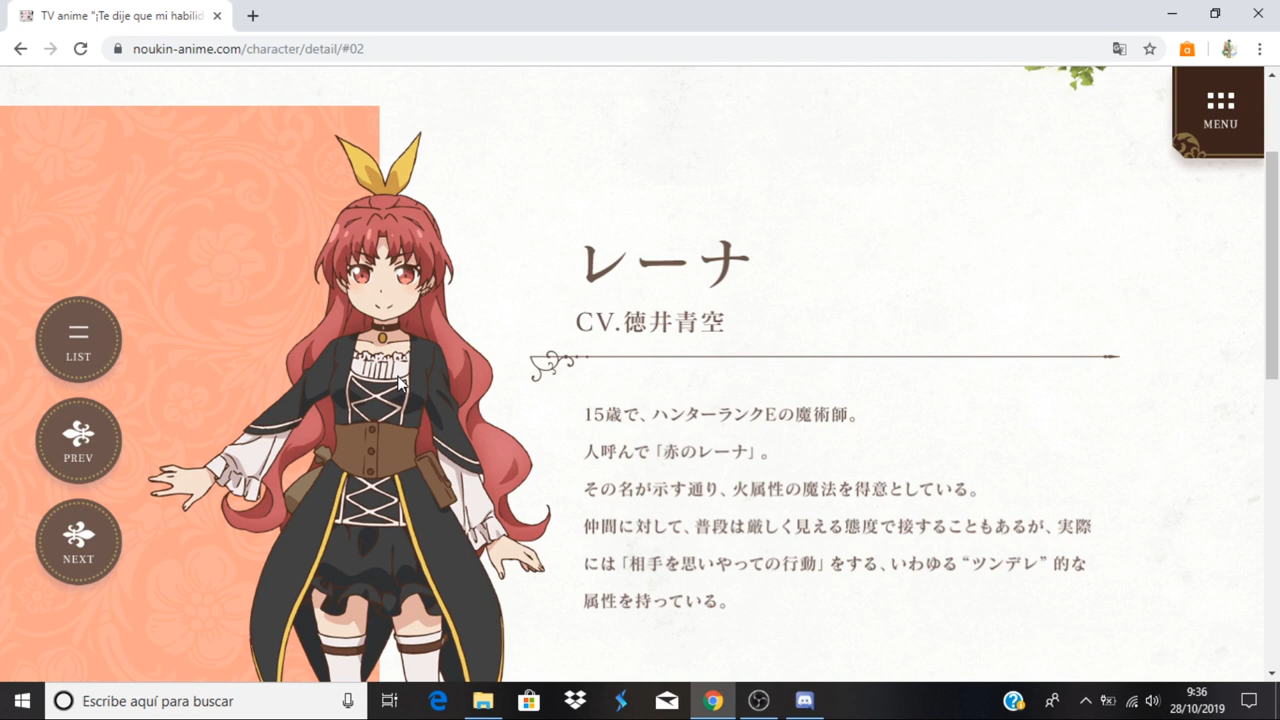 TV anime "¡Te dije que mi habilid
noukin-anime.com/character/detail/#02
MENU
レーナ
CV.徳井青空
LIST
PREV
NEXT
15歳で、ハンターランクEの魔術師。
人呼んで「赤のレーナ」。
その名が示す通り、火属性の魔法を得意としている。
仲間に対して、普段は厳しく見える態度で接することもあるが、実際
には「相手を思いやっての行動」をする、いわゆる“ツンデレ”的な
属性を持っている。
Escribe aquí para buscar
9:36
28/10/2019